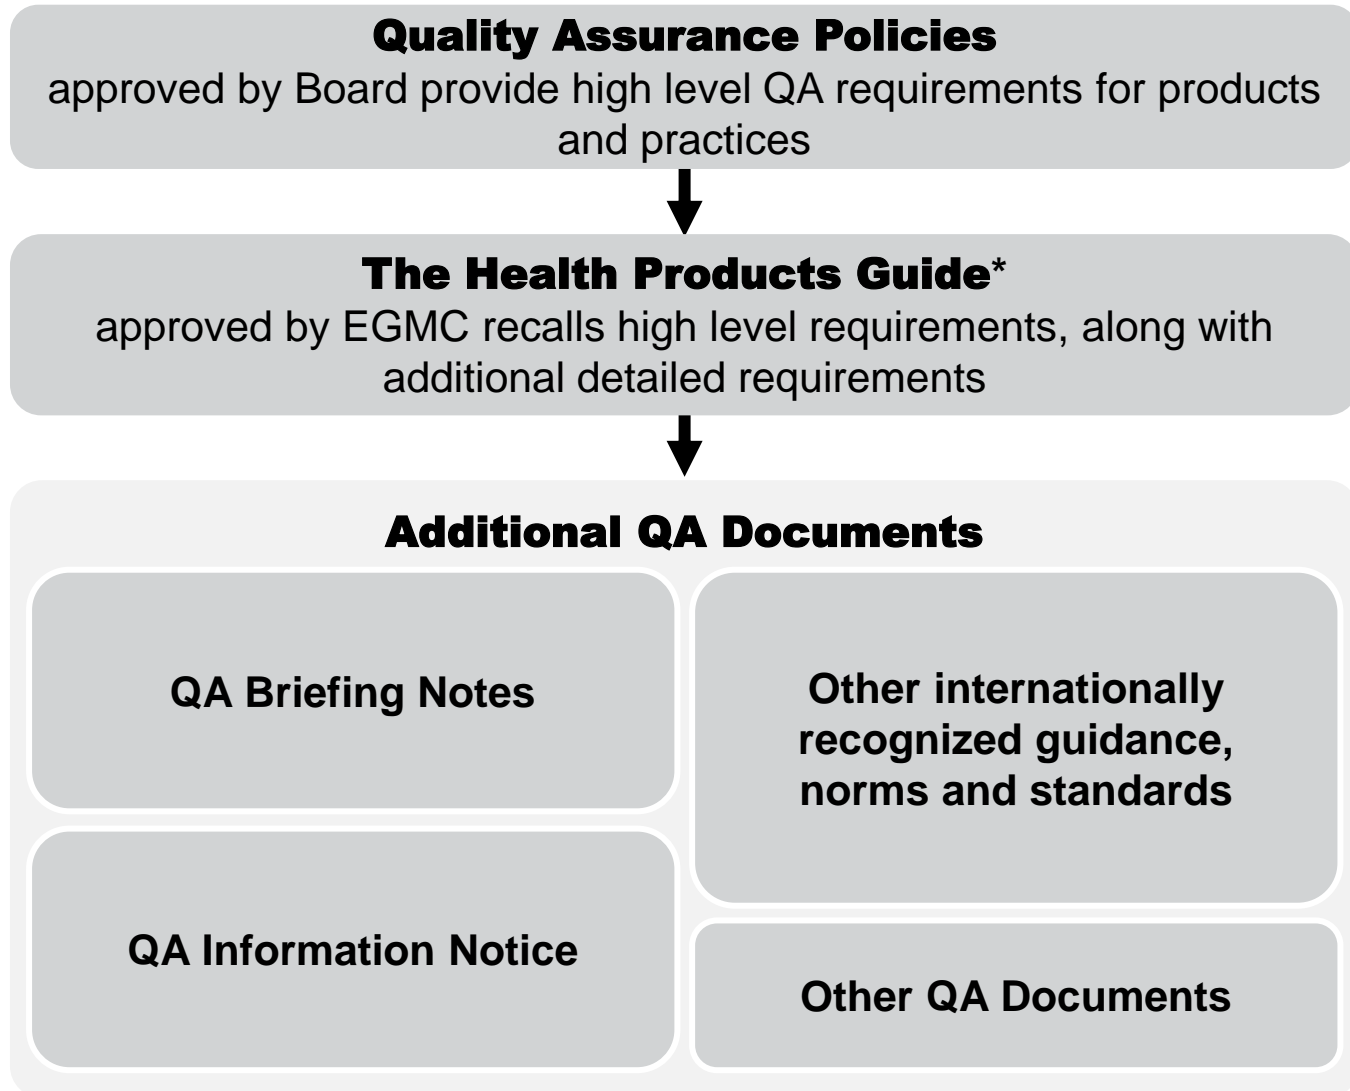 Quality Assurance Policies
approved by Board provide high level QA requirements for products
and practices
The Health Products Guide*
approved by EGMC recalls high level requirements, along with
additional detailed requirements
Additional QA Documents
QA Briefing Notes
Other internationally
recognized guidance,
norms and standards
QA Information Notice
Other QA Documents